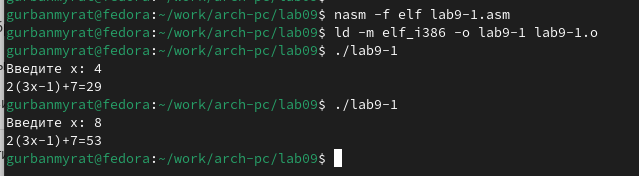 gurbanmyrat@fedora:~/work/arch-pc/lab09$ nasm -f elf lab9-1.asm
gurbanmyrat@fedora:~/work/arch-pc/lab09$ ld -m elf_i386 -o lab9-1 lab9-1.o
gurbanmyrat@fedora:~/work/arch-pc/lab09$ ./lab9-1
Введите x: 4
2(3x-1)+7=29
gurbanmyrat@fedora:~/work/arch-pc/lab09$ ./lab9-1
Введите x: 8
2(3x-1)+7=53
gurbanmyrat@fedora:~/work/arch-pc/lab09$